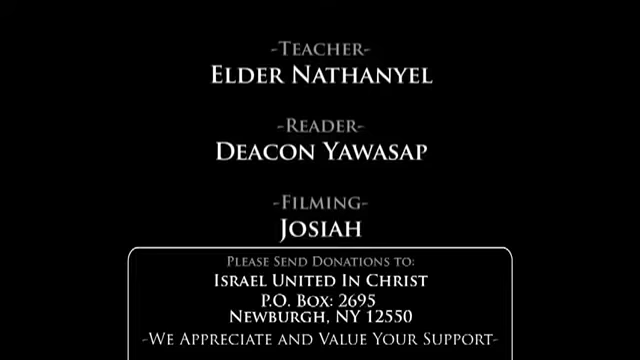 -Teacher-
Elder Nathanyel
-Reader-
Deacon Yawasap
-Filming-
Josiah
Please Send Donations to:
Israel United In Christ
P.O. Box: 2695
Newburgh, NY 12550
-We Appreciate and Value Your Support-